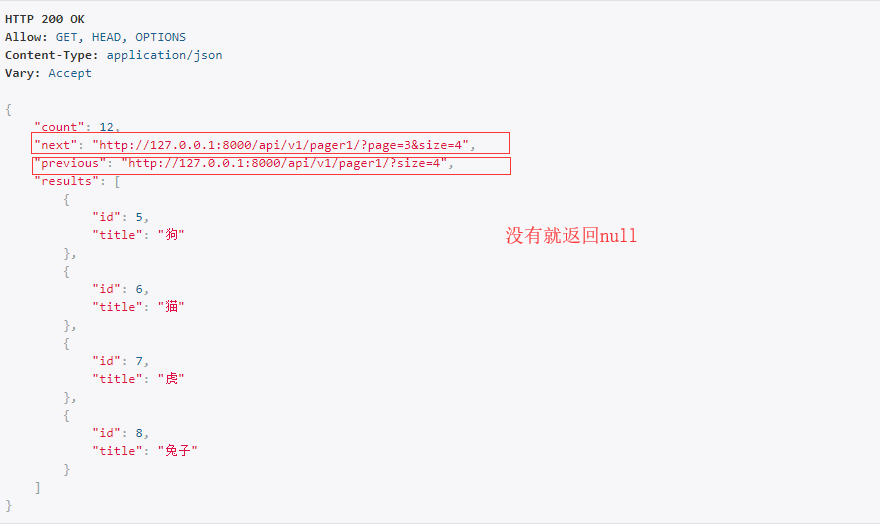 HTTP 200 OK
Allow: GET, HEAD, OPTIONS
Content-Type: application/json
Vary: Accept
{
"count": 12,
"next": "http://127.0.0.1:8000/api/v1/pager1/?page=3&size=4",
"previous": "http://127.0.0.1:8000/api/v1/pager1/?size=4",
"results": [
{
"id": 5,
"title": "狗"
没有就返回null
},
{
"id": 6,
"title": "猫"
},
{
"id": 7,
"title": "虎"
},
{
"id": 8,
"title": "兔子"
}
]
}